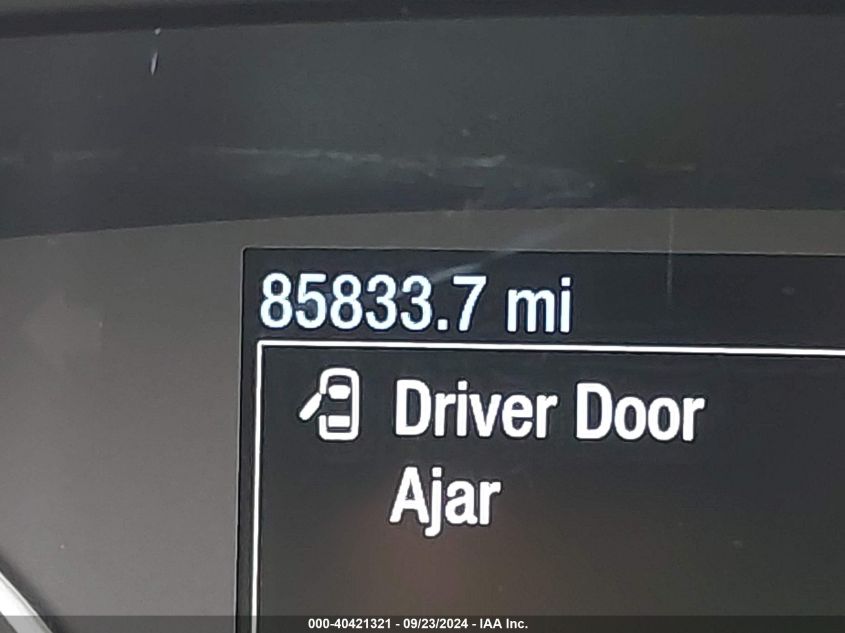 85833.7 mi
Driver Door
Ajar
000-40421321 - 09/23/2024 - IAA Inc.